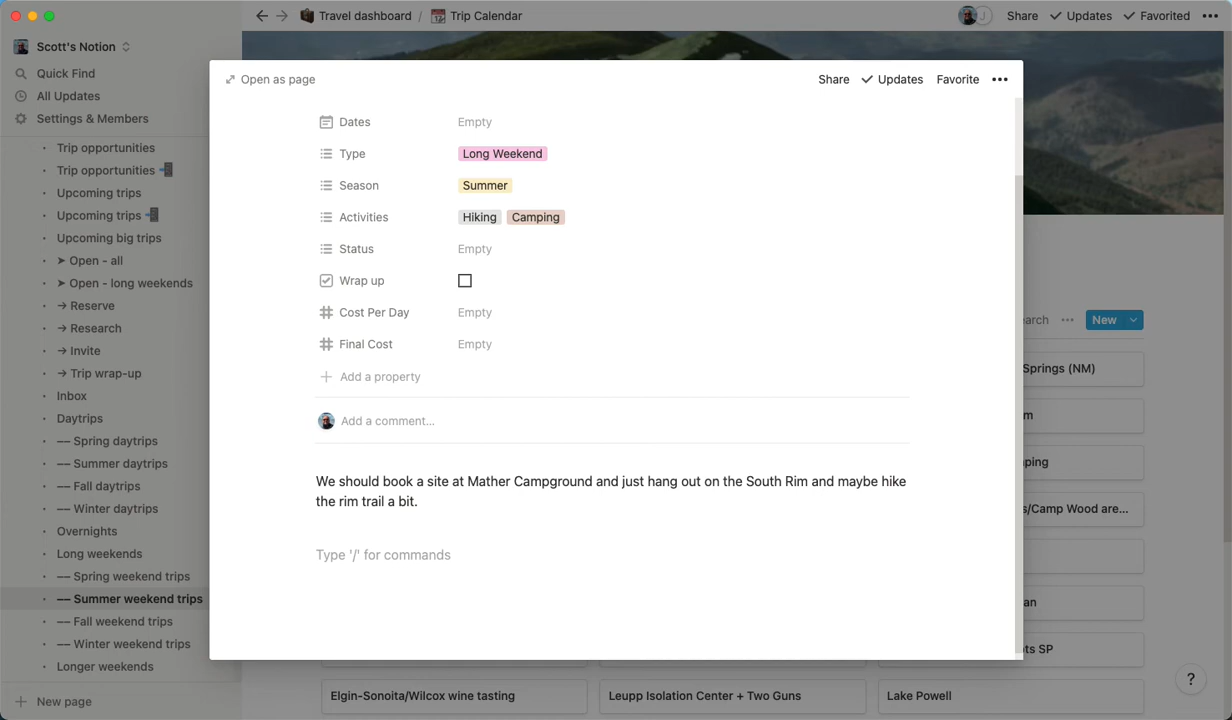 Travel dashboard / Trip Calendar
Share Updates Favorited
Scott's Notion
Quick Find
All Updates
Settings & Members
Trip opportunities
Trip opportunities
Upcoming trips
Upcoming trips
Upcoming big trips
➤ Open - all
➤ Open - long weekends
→ Reserve
→ Research
→ Invite
→ Trip wrap-up
Inbox
Daytrips
–– Spring daytrips
–– Summer daytrips
–– Fall daytrips
–– Winter daytrips
Overnights
Long weekends
–– Spring weekend trips
–– Summer weekend trips
–– Fall weekend trips
–– Winter weekend trips
Longer weekends
+ New page
Open as page
Share Updates Favorite •••
Dates Empty
Type Long Weekend
Season Summer
Activities Hiking Camping
Status Empty
Wrap up
Cost Per Day Empty
Final Cost Empty
+ Add a property
Add a comment...
We should book a site at Mather Campground and just hang out on the South Rim and maybe hike
the rim trail a bit.
Type '/' for commands
New
Springs (NM)
s/Camp Wood are...
ts SP
Elgin-Sonoita/Wilcox wine tasting
Leupp Isolation Center + Two Guns
Lake Powell
?